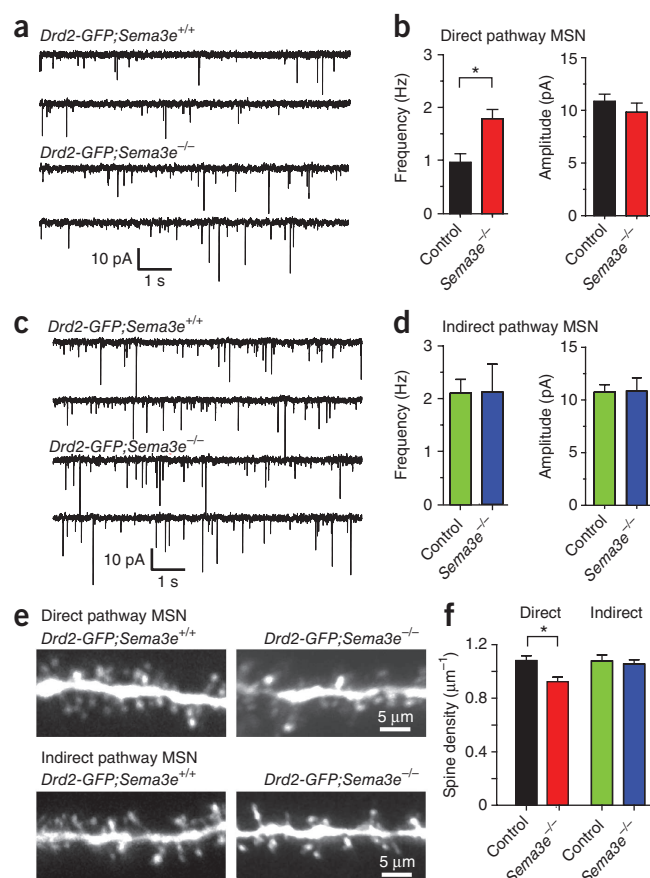 a
Drd2-GFP;Sema3e+/+
Drd2-GFP;Sema3e–/–
10 pA
1 s
b
Direct pathway MSN
Frequency (Hz)
3
2
1
0
*
Control
Sema3e–/–
Amplitude (pA)
15
10
5
0
Control
Sema3e–/–
c
Drd2-GFP;Sema3e+/+
Drd2-GFP;Sema3e–/–
10 pA
1 s
d
Indirect pathway MSN
Frequency (Hz)
3
2
1
0
Control
Sema3e–/–
Amplitude (pA)
15
10
5
0
Control
Sema3e–/–
e
Direct pathway MSN
Drd2-GFP;Sema3e+/+
Drd2-GFP;Sema3e–/–
5 µm
Indirect pathway MSN
Drd2-GFP;Sema3e+/+
Drd2-GFP;Sema3e–/–
5 µm
f
Direct
Indirect
*
Spine density (µm–1)
1.2
0.8
0.4
0
Control
Sema3e–/–
Control
Sema3e–/–